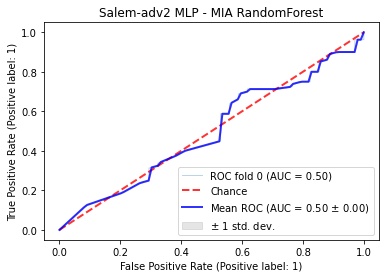 Salem-adv2 MLP - MIA RandomForest
True Positive Rate (Positive label: 1)
1.0
0.8
0.6
0.4
0.2
0.0
ROC fold 0 (AUC = 0.50)
Chance
Mean ROC (AUC = 0.50 ± 0.00)
± 1 std. dev.
0.0 0.2 0.4 0.6 0.8 1.0
False Positive Rate (Positive label: 1)